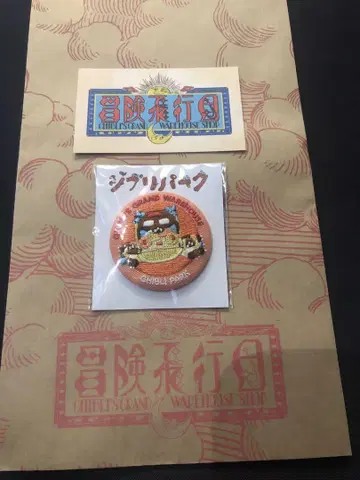 冒険飛行団
GHIBLI'S GRAND WAREHOUSE SHOP
ジブリパーク
GHIBLI'S GRAND WAREHOUSE
GHIBLI PARK
冒険飛行団
GHIBLI'S GRAND WAREHOUSE SHOP